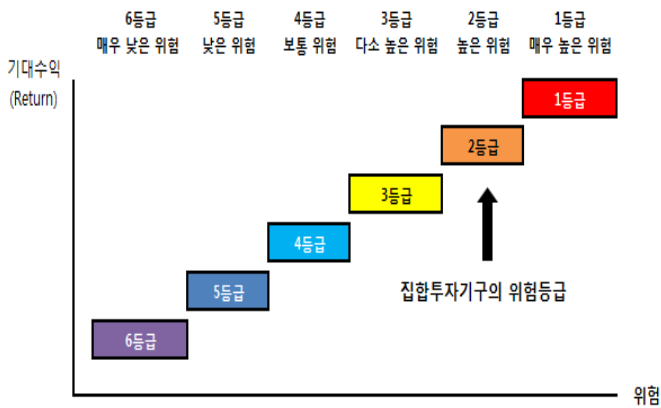 6등급 5등급 4등급 3등급 2등급 1등급
매우 낮은 위험 낮은 위험 보통 위험 다소 높은 위험 높은 위험 매우 높은 위험
기대수익
(Return)
1등급
2등급
3등급
4등급
집합투자기구의 위험등급
5등급
6등급
위험